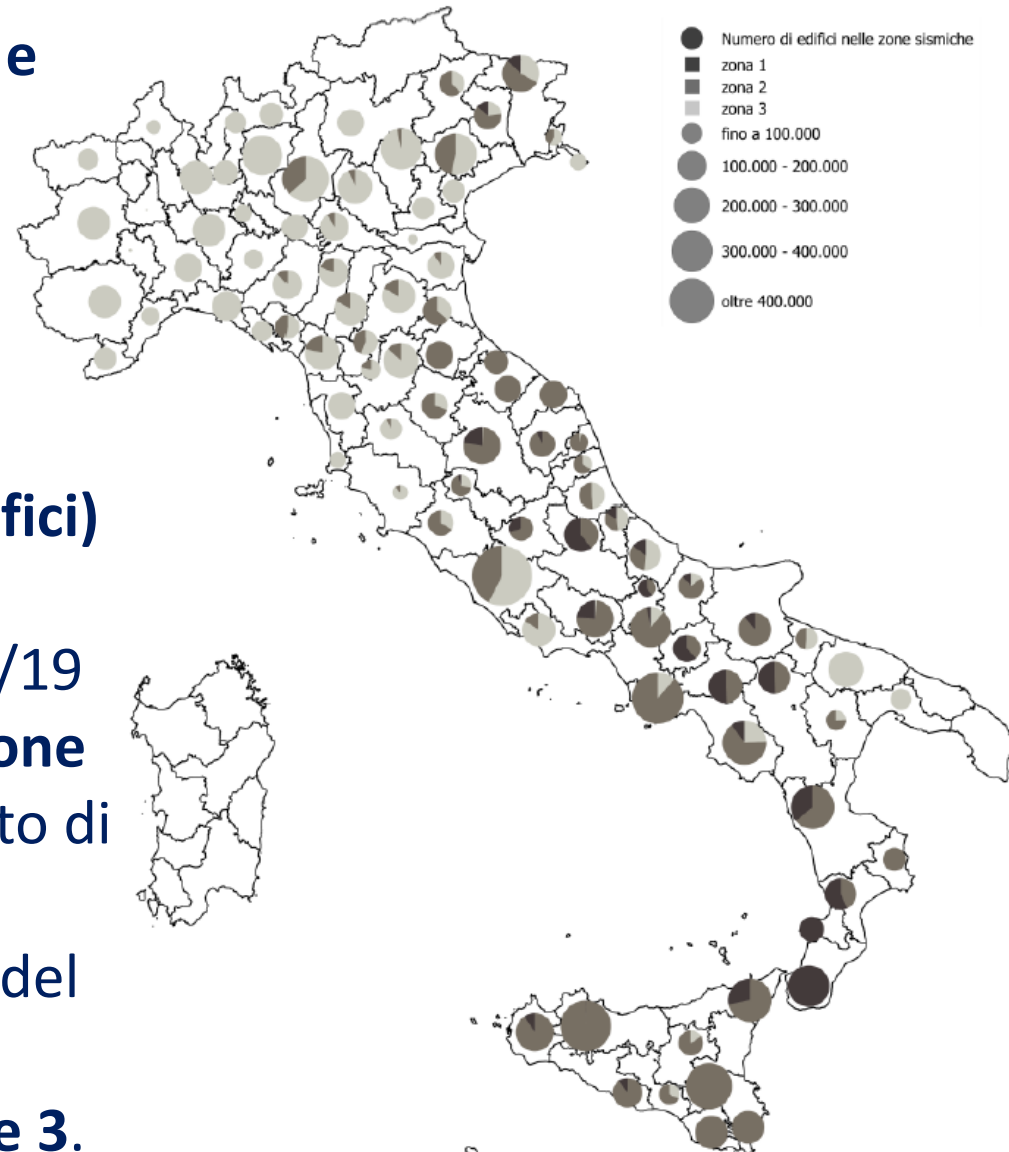 e
fici)
/19
one
to di
del
e 3.
Numero di edifici nelle zone sismiche
zona 1
zona 2
zona 3
fino a 100.000
100.000 - 200.000
200.000 - 300.000
300.000 - 400.000
oltre 400.000